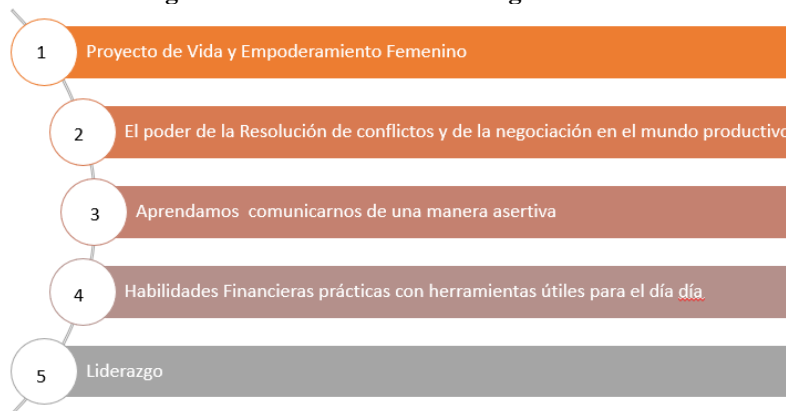 1 Proyecto de Vida y Empoderamiento Femenino
2 El poder de la Resolución de conflictos y de la negociación en el mundo productivo
3 Aprendamos comunicarnos de una manera asertiva
4 Habilidades Financieras prácticas con herramientas útiles para el día día
5 Liderazgo